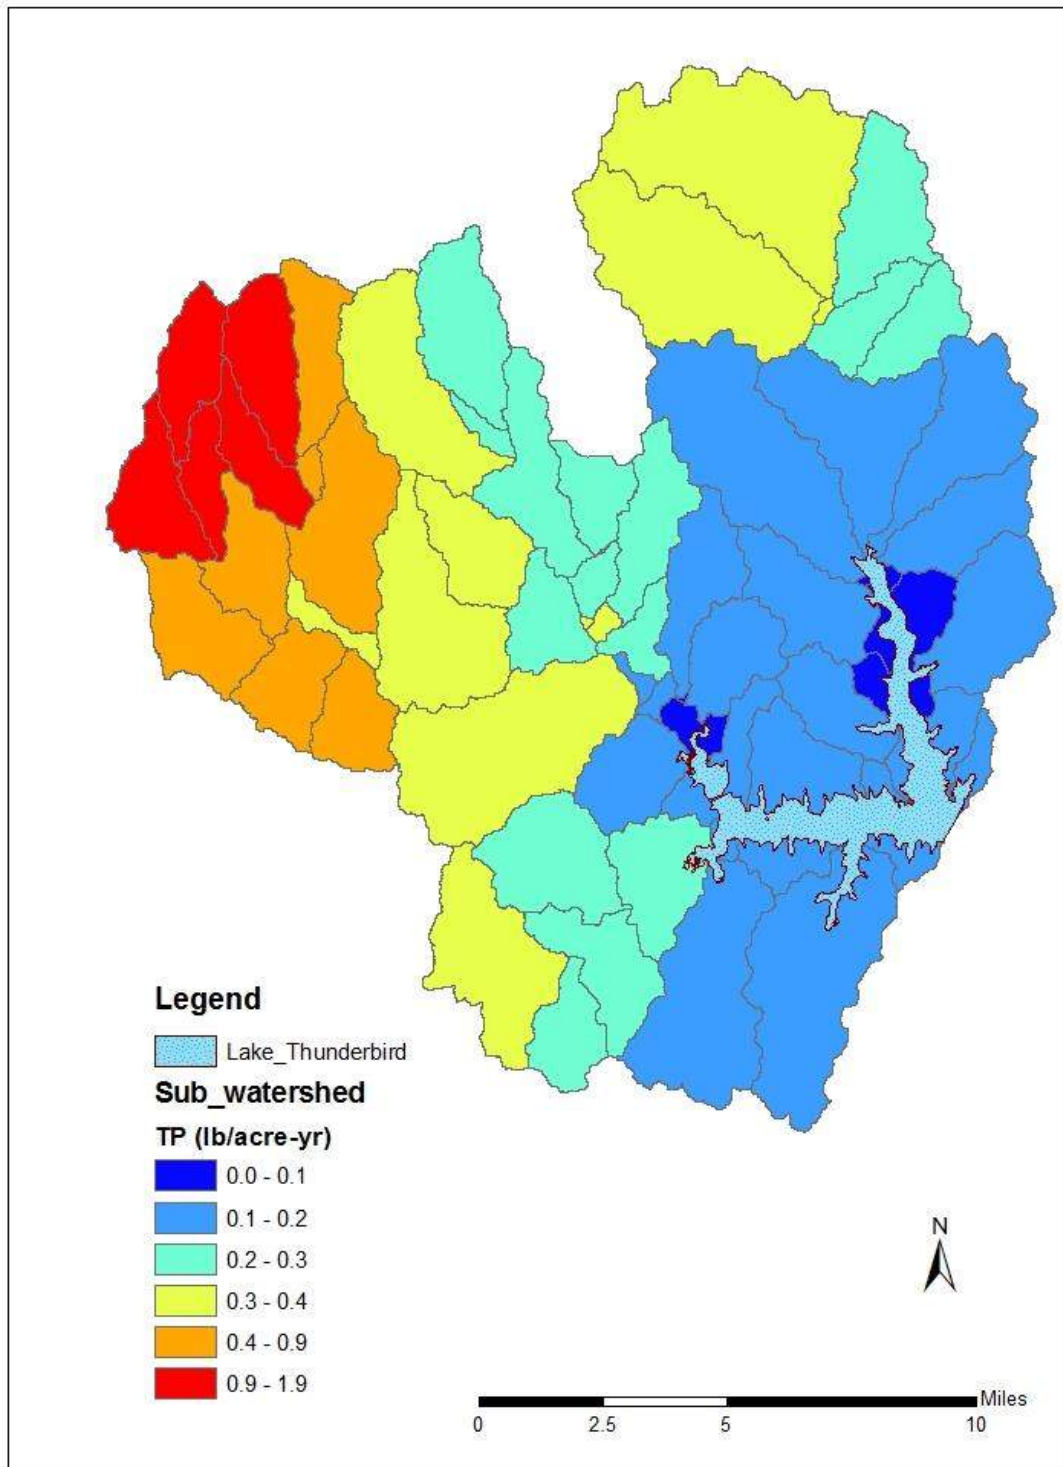 Legend
Lake_Thunderbird
Sub_watershed
TP (lb/acre-yr)
0.0 - 0.1
0.1 - 0.2
0.2 - 0.3
0.3 - 0.4
0.4 - 0.9
0.9 - 1.9
N
Miles
0 2.5 5 10